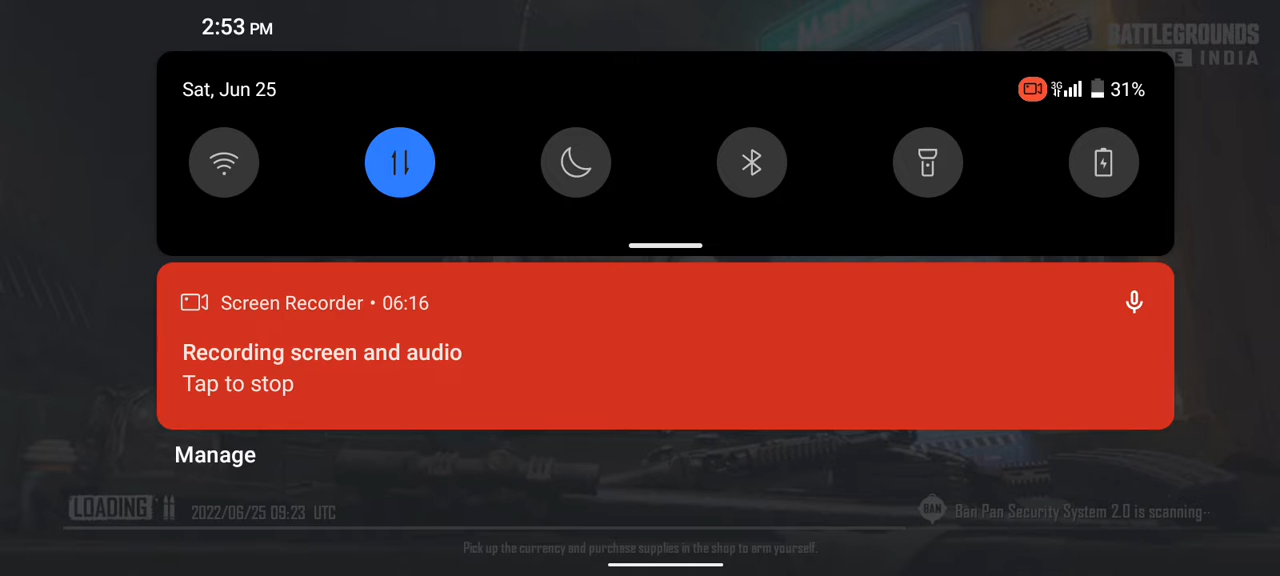 2:53 PM
BATTLEGROUNDS
INDIA
Sat, Jun 25
3G 31%
Screen Recorder • 06:16
Recording screen and audio
Tap to stop
Manage
LOADING
2022/06/25 09:23 UTC
BAN
Ban Pan Security System 2.0 is scanning··
Pick up the currency and purchase supplies in the shop to arm yourself.